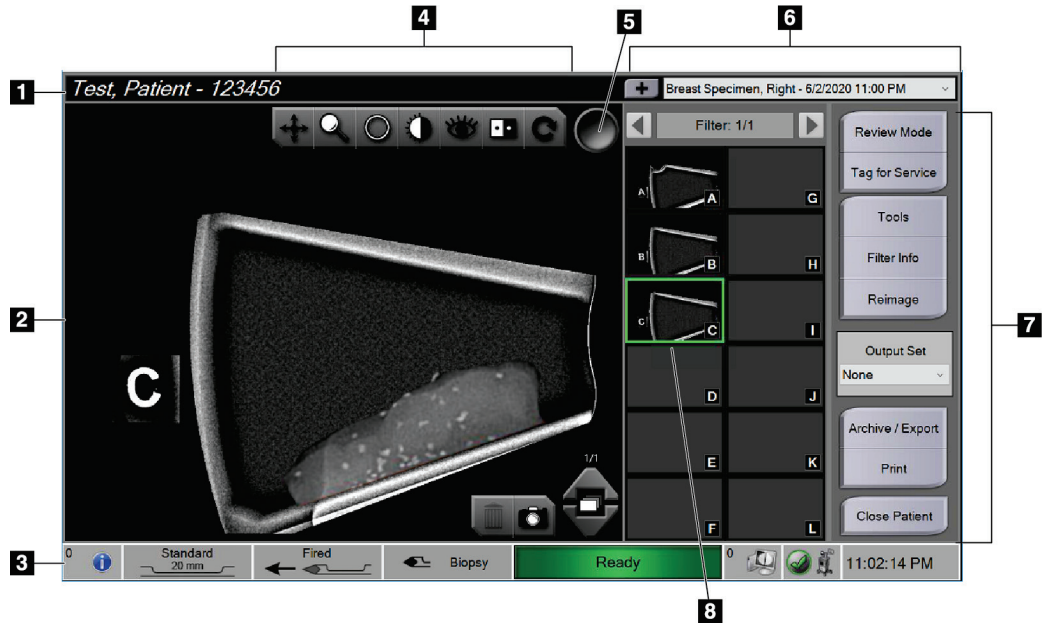 4
5
6
1
Test, Patient - 123456
Breast Specimen, Right - 6/2/2020 11:00 PM
Filter: 1/1
Review Mode
Tag for Service
A
A
G
Tools
B
B
H
Filter Info
2
C
C
I
Reimage
7
C
Output Set
None
D
J
Archive / Export
1/1
E
K
Print
F
L
Close Patient
3
0
Standard
20 mm
Fired
Biopsy
Ready
0
11:02:14 PM
8